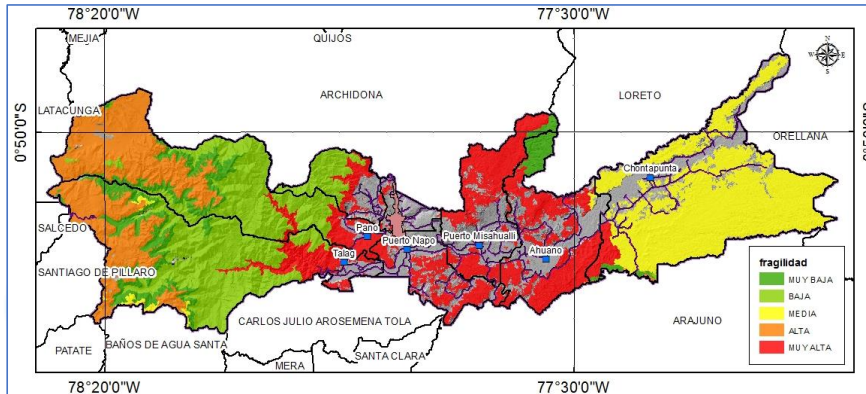 78°20'0"W
77°30'0"W
MEJIA
QUIJOS
N
W
E
S
ARCHIDONA
LORETO
LATACUNGA
0°50'0"S
ORELLANA
Chontapunta
SALCEDO
Pano
Puerto Napo
Puerto Misahualli
Talag
Ahuano
SANTIAGO DE PILLARO
fragilidad
MUY BAJA
BAJA
MEDIA
ALTA
MUY ALTA
CARLOS JULIO AROSEMENA TOLA
ARAJUNO
PATATE
BAÑOS DE AGUA SANTA
SANTA CLARA
MERA
78°20'0"W
77°30'0"W